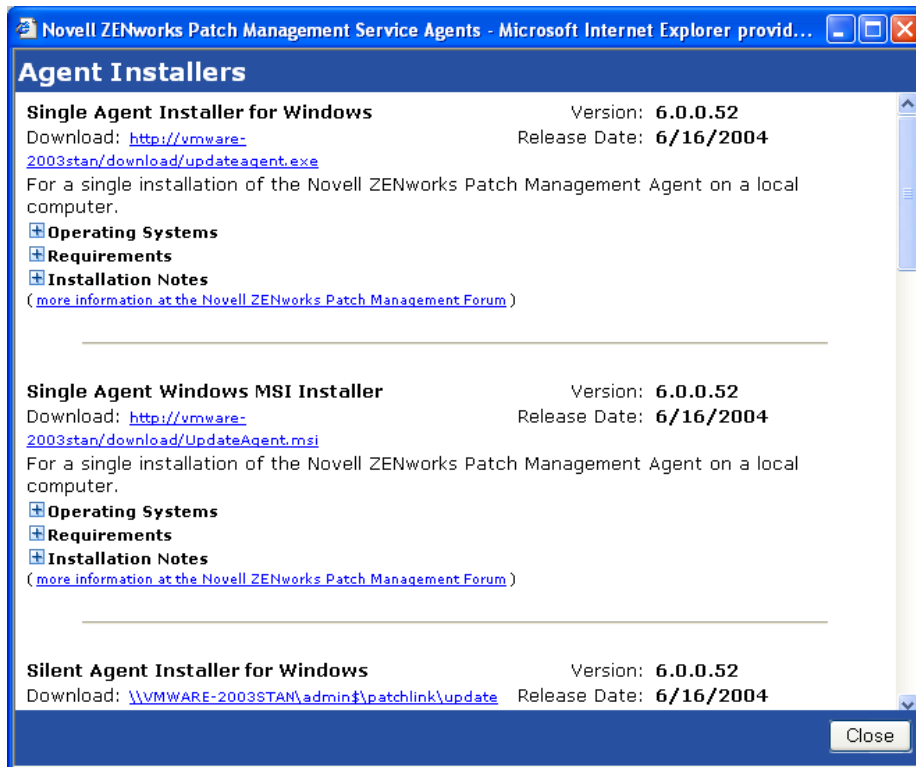 Novell ZENworks Patch Management Service Agents - Microsoft Internet Explorer provid...
Agent Installers
Single Agent Installer for Windows Version: 6.0.0.52
Download: http://vmware- Release Date: 6/16/2004
2003stan/download/updateagent.exe
For a single installation of the Novell ZENworks Patch Management Agent on a local
computer.
Operating Systems
Requirements
Installation Notes
( more information at the Novell ZENworks Patch Management Forum )
Single Agent Windows MSI Installer Version: 6.0.0.52
Download: http://vmware- Release Date: 6/16/2004
2003stan/download/UpdateAgent.msi
For a single installation of the Novell ZENworks Patch Management Agent on a local
computer.
Operating Systems
Requirements
Installation Notes
( more information at the Novell ZENworks Patch Management Forum )
Silent Agent Installer for Windows Version: 6.0.0.52
Download: \\VMWARE-2003STAN\admin$\patchlink\update Release Date: 6/16/2004
Close